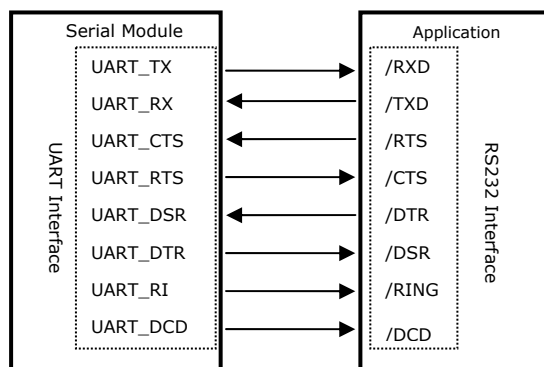 Serial Module
Application
UART Interface
UART_TX
UART_RX
UART_CTS
UART_RTS
UART_DSR
UART_DTR
UART_RI
UART_DCD
/RXD
/TXD
/RTS
/CTS
/DTR
/DSR
/RING
/DCD
RS232 Interface